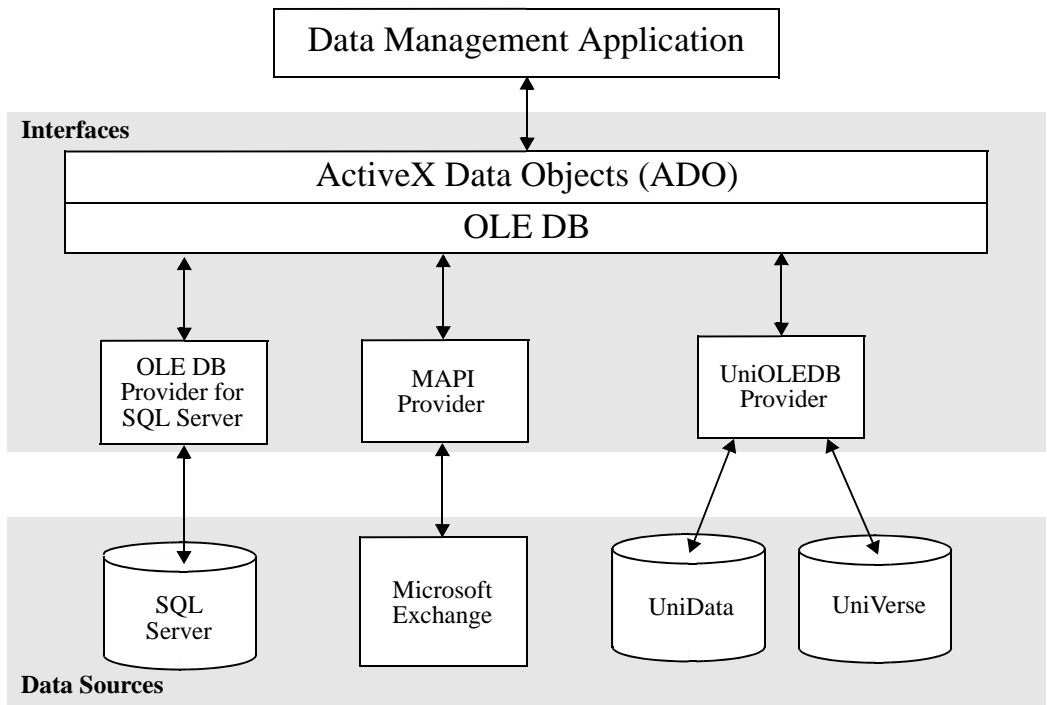 Data Management Application
Interfaces
ActiveX Data Objects (ADO)
OLE DB
OLE DB
Provider for
SQL Server
MAPI
Provider
UniOLEDB
Provider
SQL
Server
Microsoft
Exchange
UniData
UniVerse
Data Sources